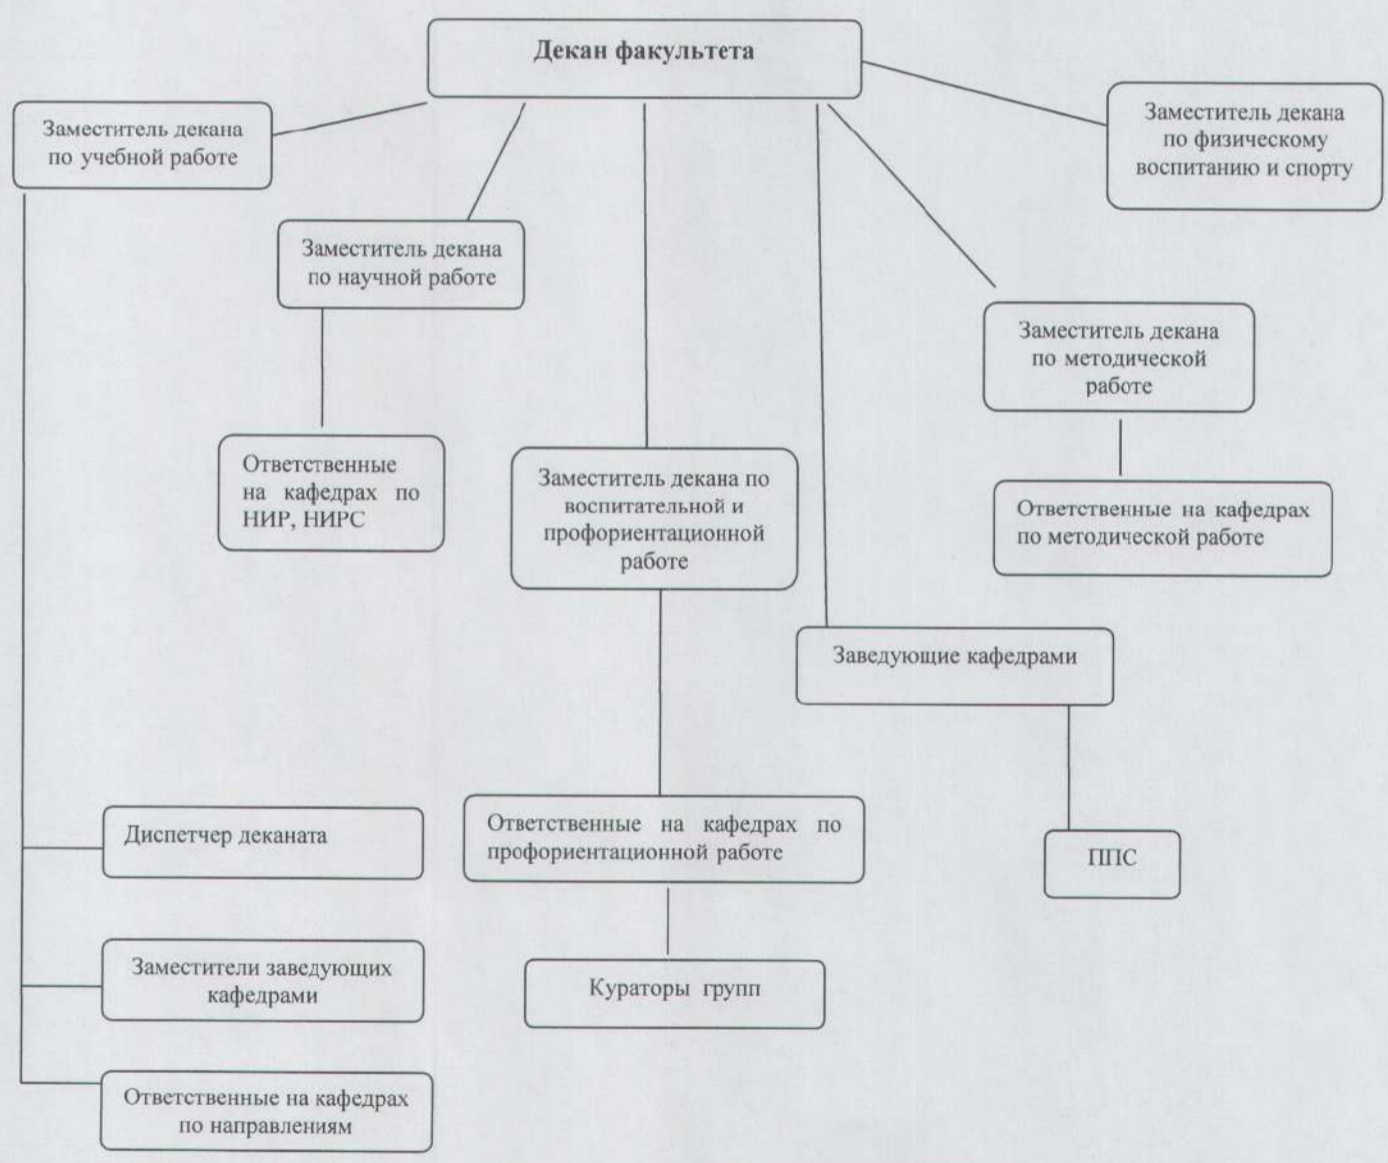 Декан факультета
Заместитель декана
по учебной работе
Заместитель декана
по физическому
воспитанию и спорту
Заместитель декана
по научной работе
Заместитель декана
по методической
работе
Ответственные
на кафедрах по
НИР, НИРС
Заместитель декана по
воспитательной и
профориентационной
работе
Ответственные на кафедрах
по методической работе
Заведующие кафедрами
Диспетчер деканата
Ответственные на кафедрах по
профориентационной работе
ППС
Заместители заведующих
кафедрами
Кураторы групп
Ответственные на кафедрах
по направлениям